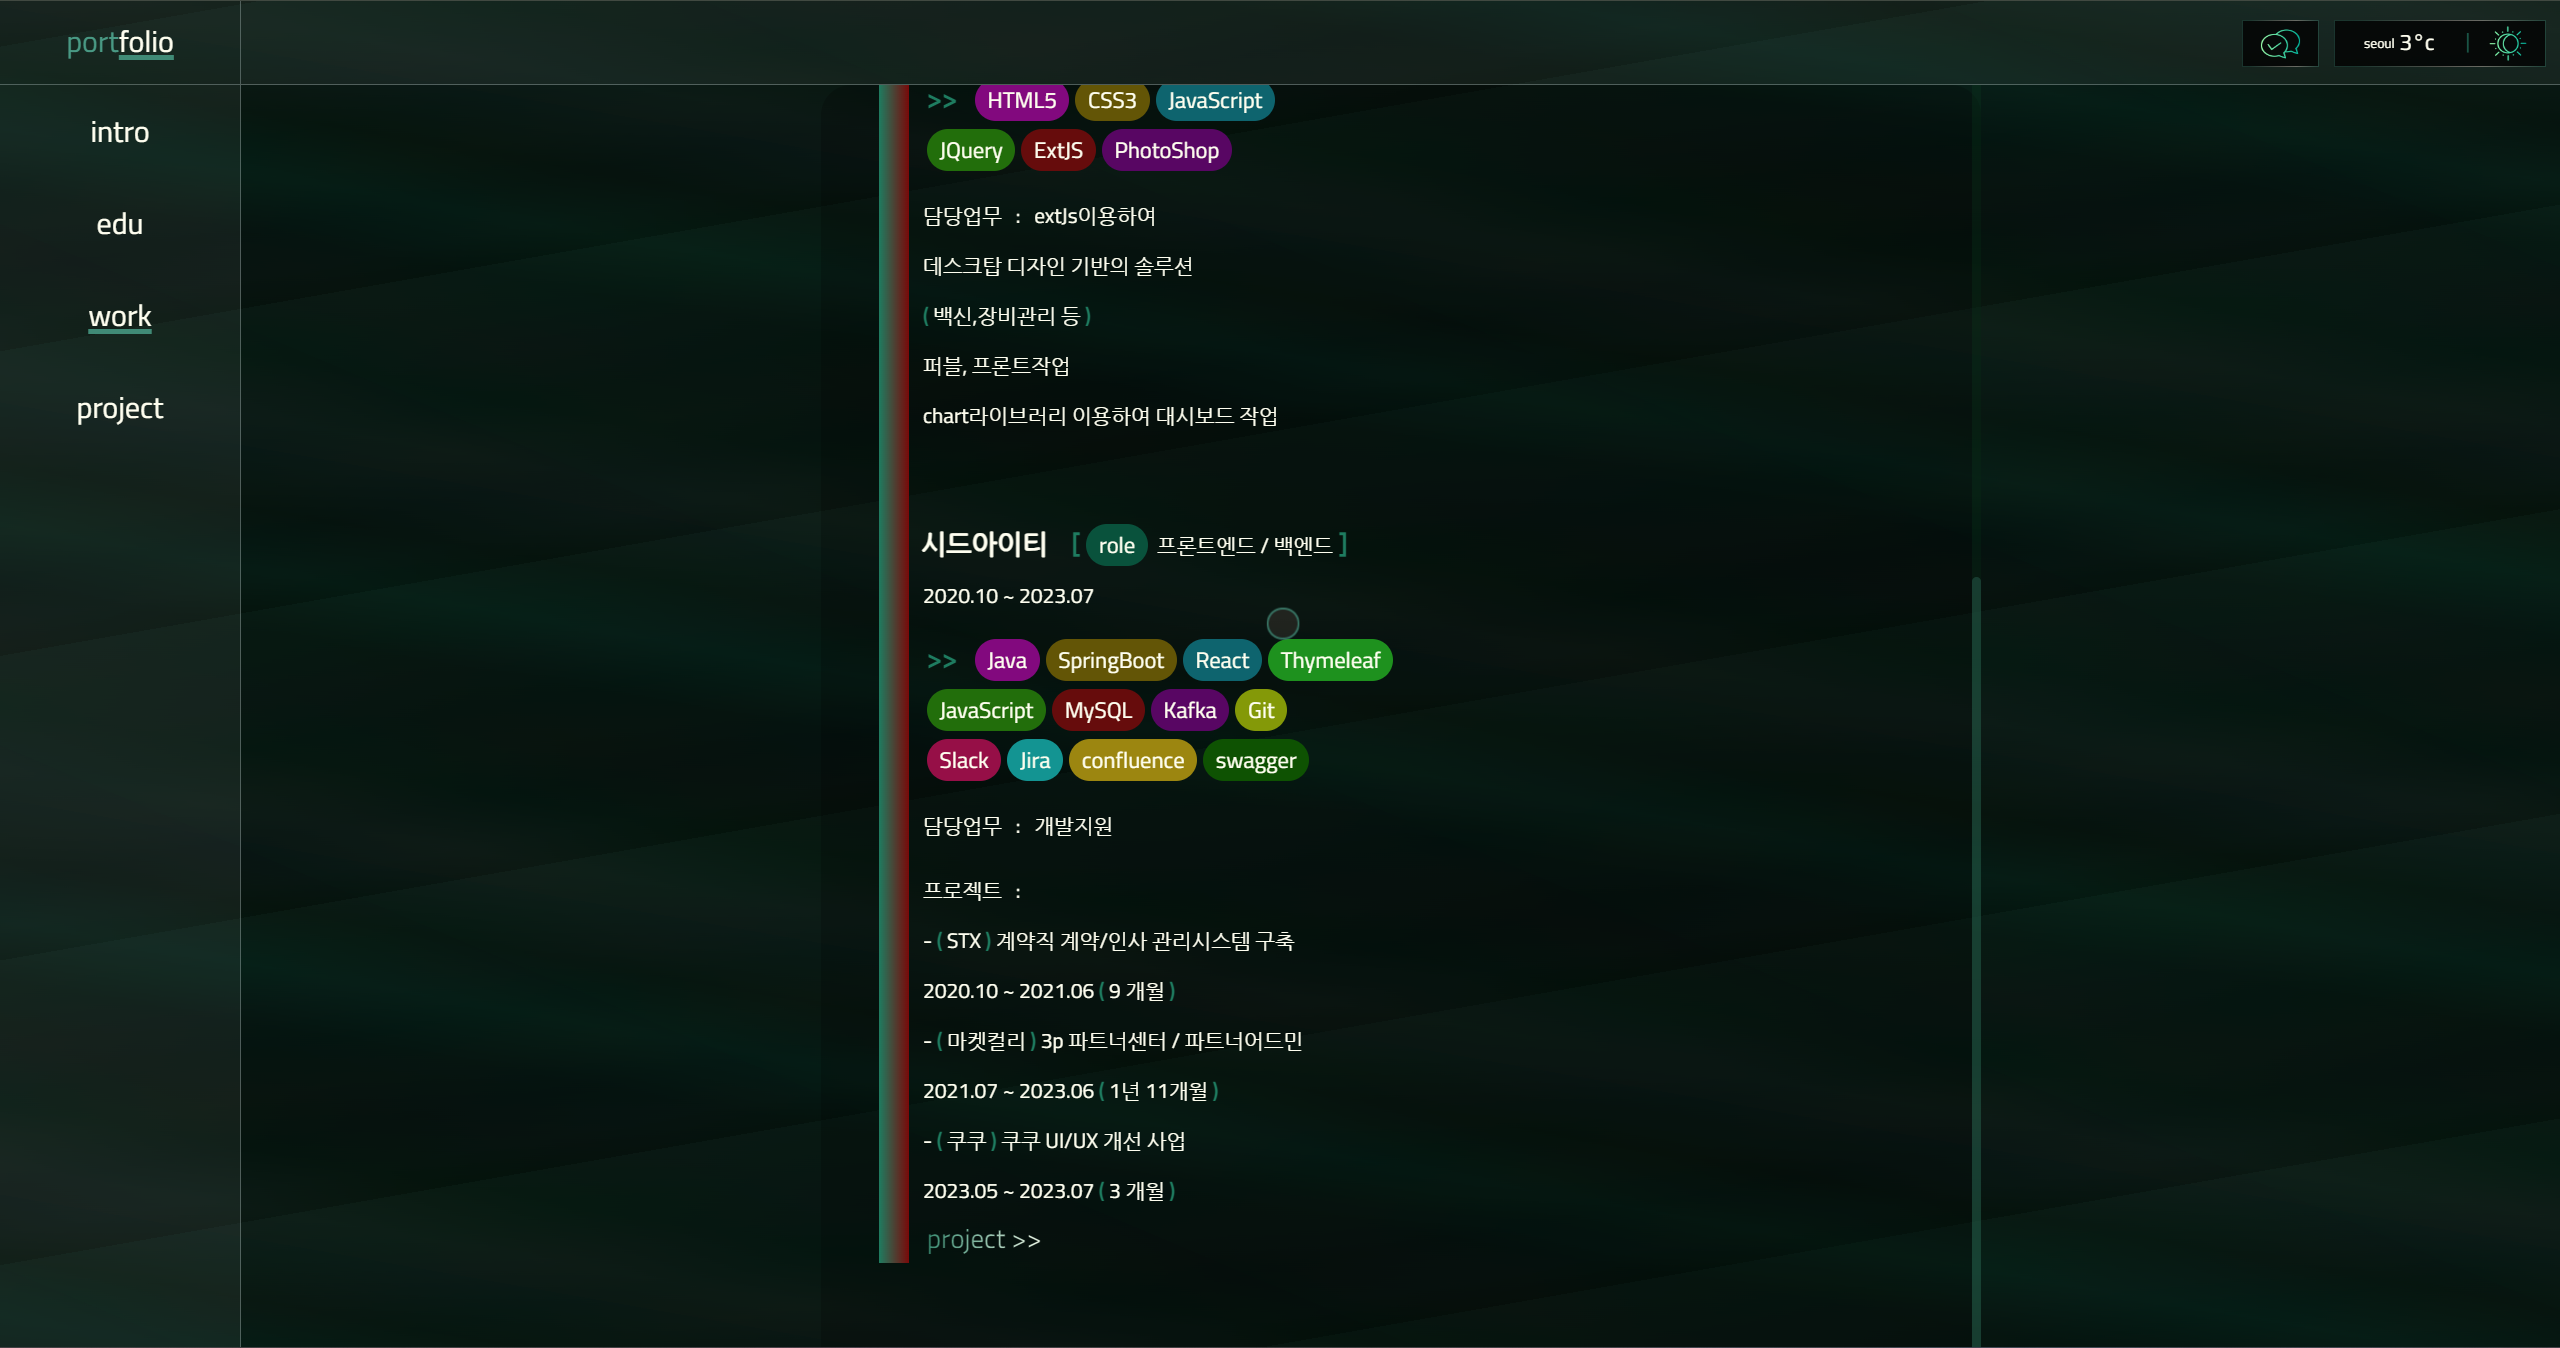 portfolio
seoul 3°c
intro
edu
work
project
>> HTML5 CSS3 JavaScript
JQuery ExtJS PhotoShop
담당업무 : extJs이용하여
데스크탑 디자인 기반의 솔루션
( 백신,장비관리 등 )
퍼블, 프론트작업
chart라이브러리 이용하여 대시보드 작업
시드아이티 [ role 프론트엔드 / 백엔드 ]
2020.10 ~ 2023.07
>> Java SpringBoot React Thymeleaf
JavaScript MySQL Kafka Git
Slack Jira confluence swagger
담당업무 : 개발지원
프로젝트 :
- ( STX ) 계약직 계약/인사 관리시스템 구축
2020.10 ~ 2021.06 ( 9 개월 )
- ( 마켓컬리 ) 3p 파트너센터 / 파트너어드민
2021.07 ~ 2023.06 ( 1년 11개월 )
- ( 쿠쿠 ) 쿠쿠 UI/UX 개선 사업
2023.05 ~ 2023.07 ( 3 개월 )
project >>